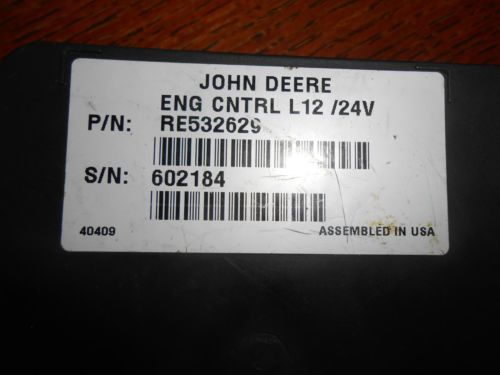 JOHN DEERE
ENG CNTRL L12 /24V
P/N: RE532629
S/N: 602184
40409 ASSEMBLED IN USA